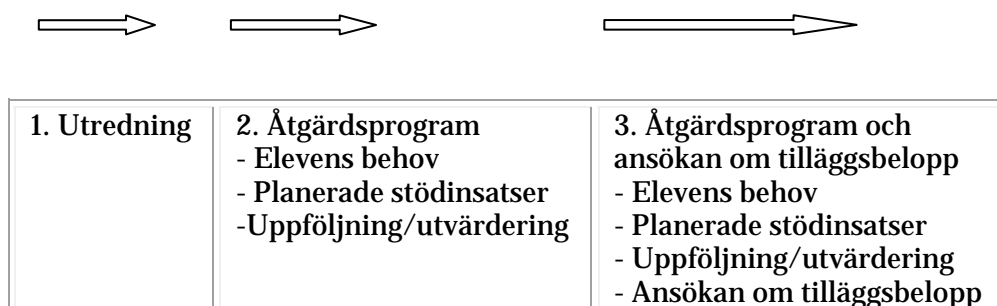 1. Utredning
2. Åtgärdsprogram
- Elevens behov
- Planerade stödinsatser
-Uppföljning/utvärdering
3. Åtgärdsprogram och
ansökan om tilläggsbelopp
- Elevens behov
- Planerade stödinsatser
- Uppföljning/utvärdering
- Ansökan om tilläggsbelopp